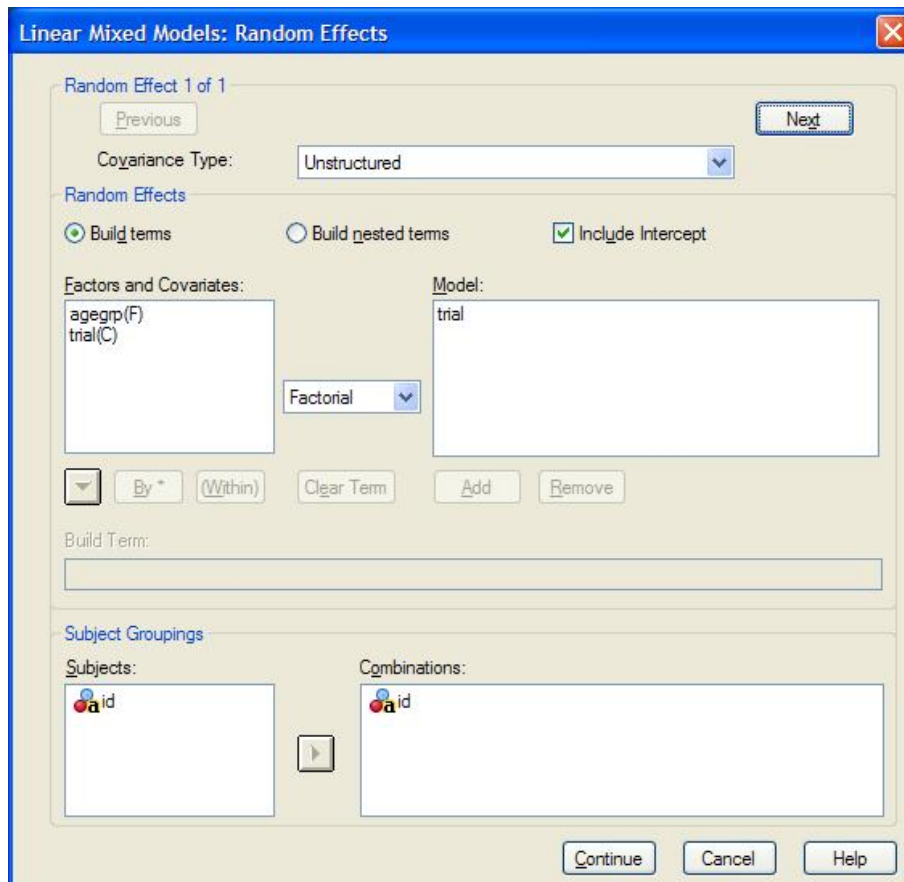 Linear Mixed Models: Random Effects
Random Effect 1 of 1
Previous
Next
Covariance Type:
Unstructured
Random Effects
Build terms
Build nested terms
Include Intercept
Factors and Covariates:
Model:
agegrp(F)
trial(C)
trial
Factorial
By *
(Within)
Clear Term
Add
Remove
Build Term:
Subject Groupings
Subjects:
Combinations:
a id
a id
Continue
Cancel
Help